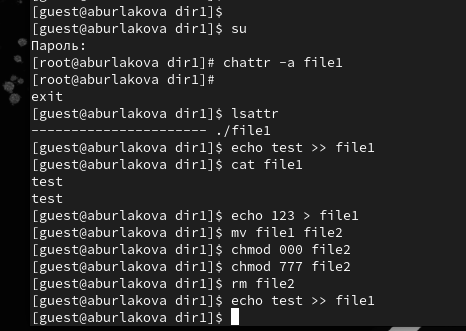 [guest@aburlakova dir1]$
[guest@aburlakova dir1]$ su
Пароль:
[root@aburlakova dir1]# chattr -a file1
[root@aburlakova dir1]#
exit
[guest@aburlakova dir1]$ lsattr
---------------------- ./file1
[guest@aburlakova dir1]$ echo test >> file1
[guest@aburlakova dir1]$ cat file1
test
test
[guest@aburlakova dir1]$ echo 123 > file1
[guest@aburlakova dir1]$ mv file1 file2
[guest@aburlakova dir1]$ chmod 000 file2
[guest@aburlakova dir1]$ chmod 777 file2
[guest@aburlakova dir1]$ rm file2
[guest@aburlakova dir1]$ echo test >> file1
[guest@aburlakova dir1]$